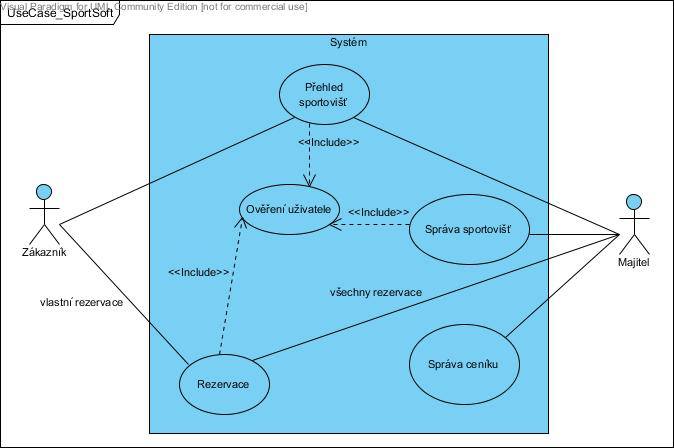 Visual Paradigm for UML Community Edition [not for commercial use]
UseCase_SportSoft
Systém
Přehled
sportovišť
<<Include>>
Ověření uživatele
<<Include>>
Správa sportovišť
Zákazník
Majitel
<<Include>>
všechny rezervace
vlastní rezervace
Správa ceníku
Rezervace